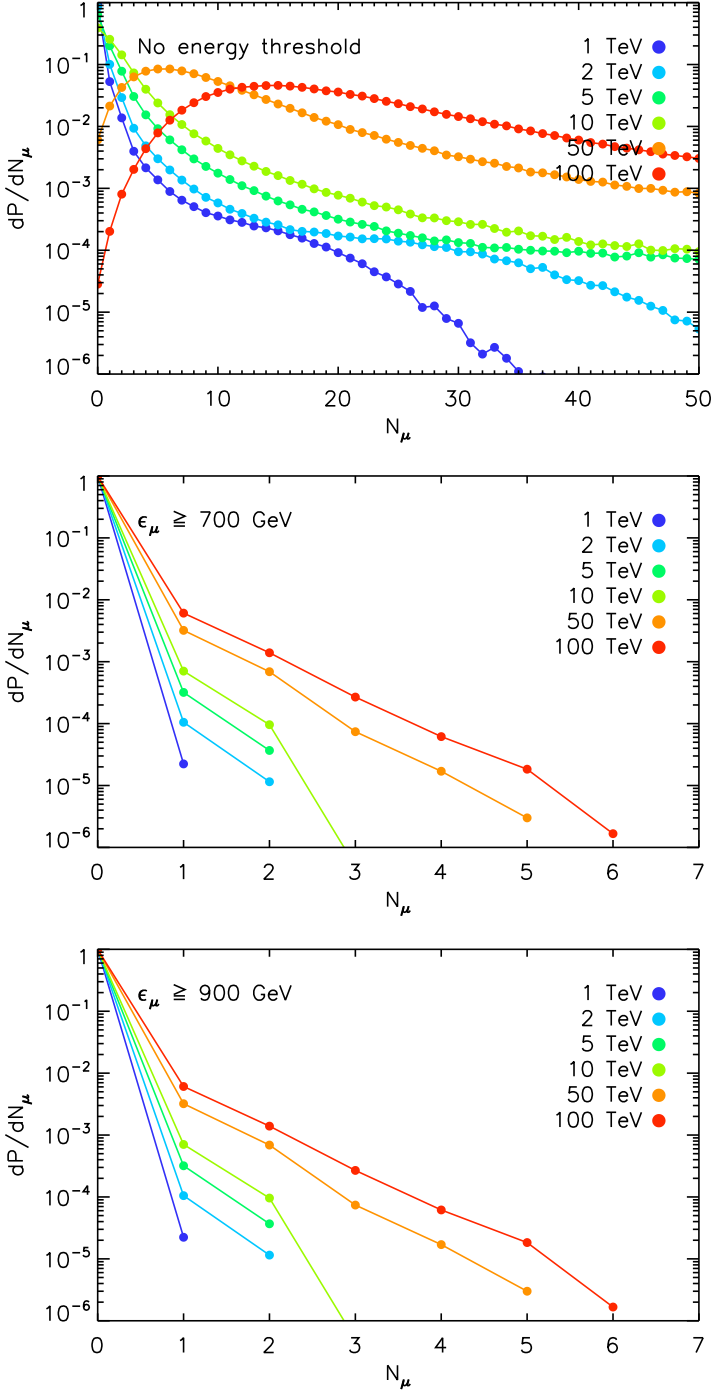 No energy threshold
1 TeV
2 TeV
5 TeV
10 TeV
50 TeV
100 TeV
dP/dNμ
1
10⁻¹
10⁻²
10⁻³
10⁻⁴
10⁻⁵
10⁻⁶
0 10 20 30 40 50
Nμ
ϵμ ≧ 700 GeV
1 TeV
2 TeV
5 TeV
10 TeV
50 TeV
100 TeV
dP/dNμ
1
10⁻¹
10⁻²
10⁻³
10⁻⁴
10⁻⁵
10⁻⁶
0 1 2 3 4 5 6 7
Nμ
ϵμ ≧ 900 GeV
1 TeV
2 TeV
5 TeV
10 TeV
50 TeV
100 TeV
dP/dNμ
1
10⁻¹
10⁻²
10⁻³
10⁻⁴
10⁻⁵
10⁻⁶
0 1 2 3 4 5 6 7
Nμ